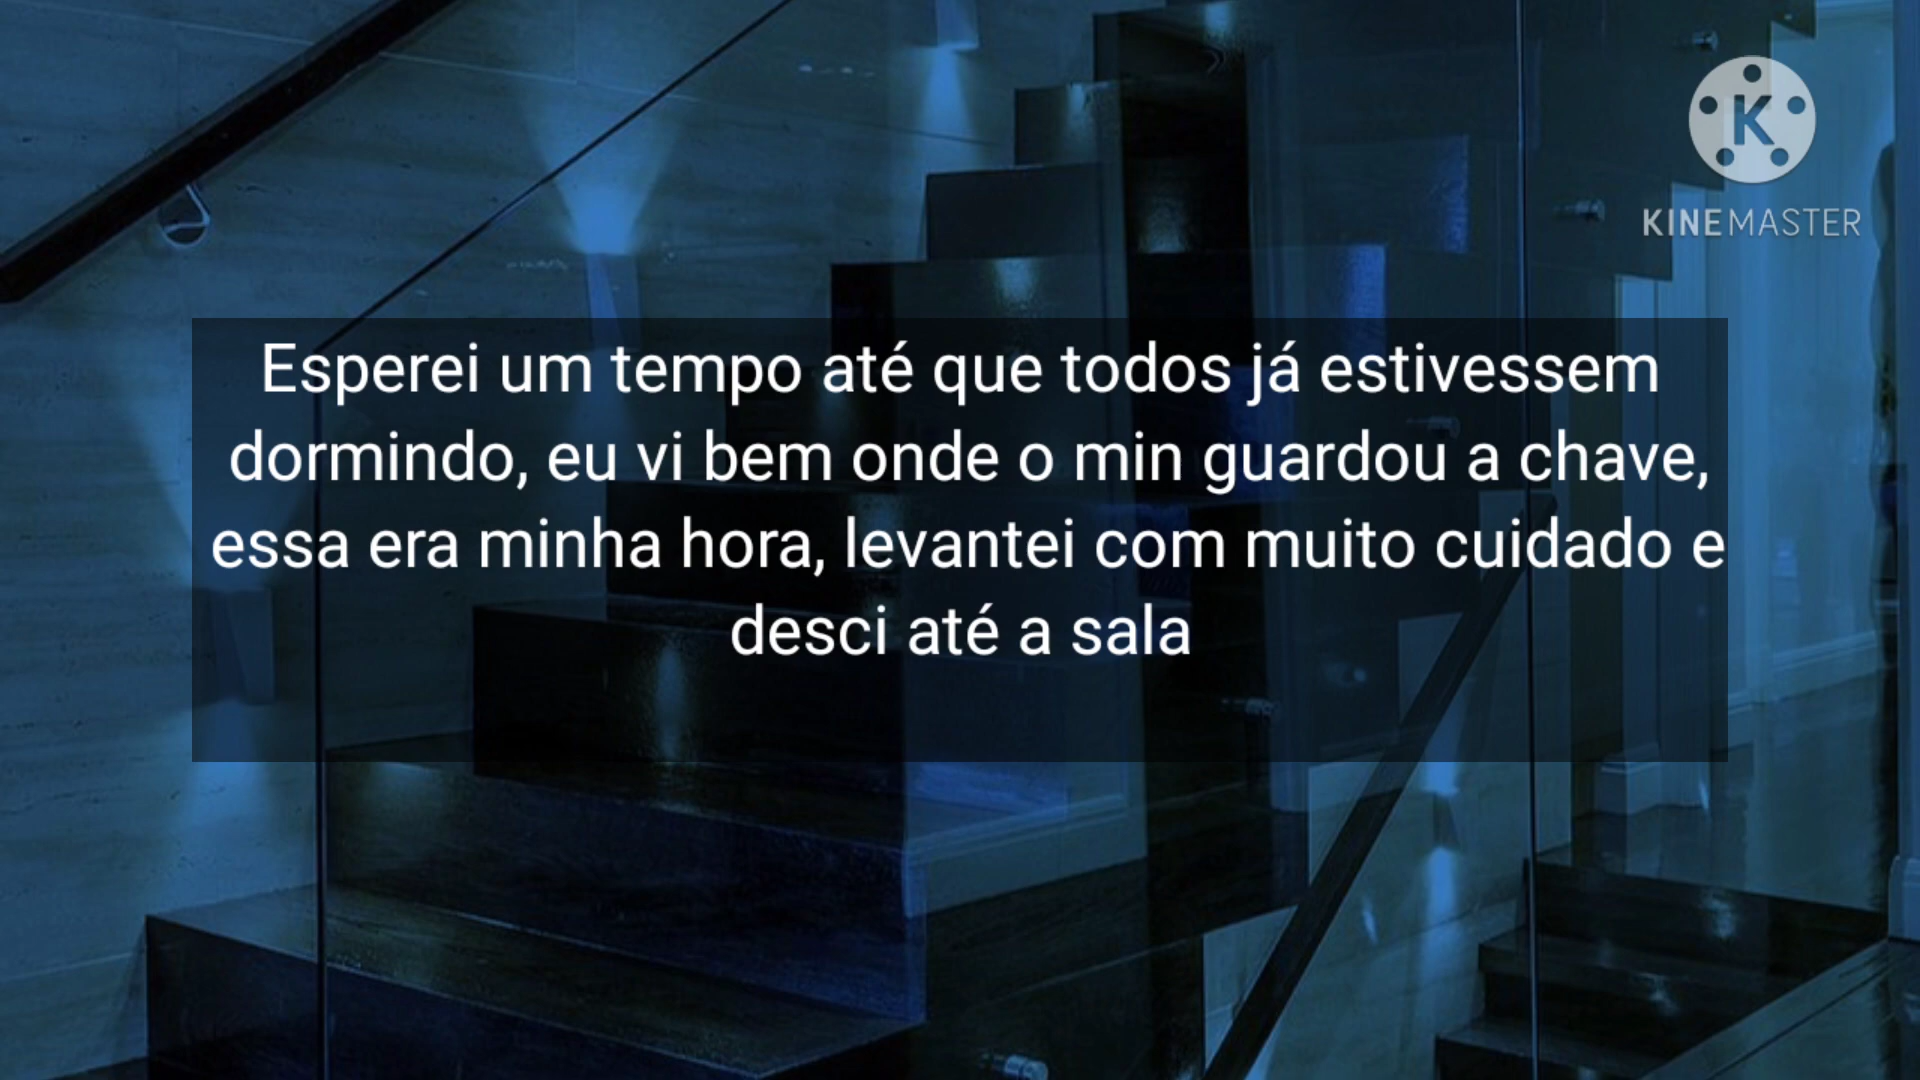 KINEMASTER
Esperei um tempo até que todos já estivessem
dormindo, eu vi bem onde o min guardou a chave,
essa era minha hora, levantei com muito cuidado e
desci até a sala